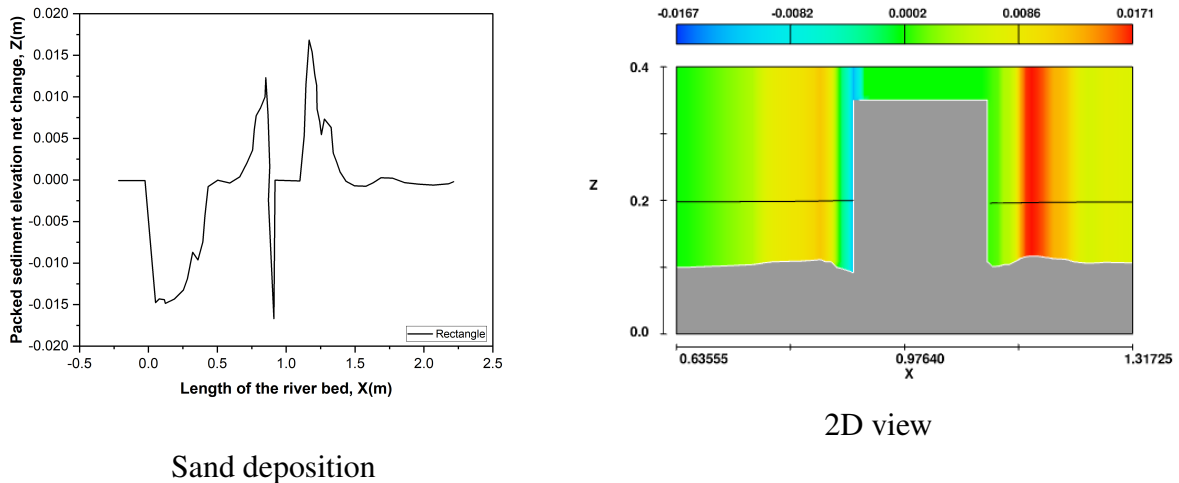 0.020
0.015
0.010
0.005
0.000
-0.005
-0.010
-0.015
-0.020
Packed sediment elevation net change, Z(m)
Rectangle
-0.5 0.0 0.5 1.0 1.5 2.0 2.5
Length of the river bed, X(m)
Sand deposition
-0.0167 -0.0082 0.0002 0.0086 0.0171
0.4
Z
0.2
0.0
0.63555 0.97640 1.31725
X
2D view